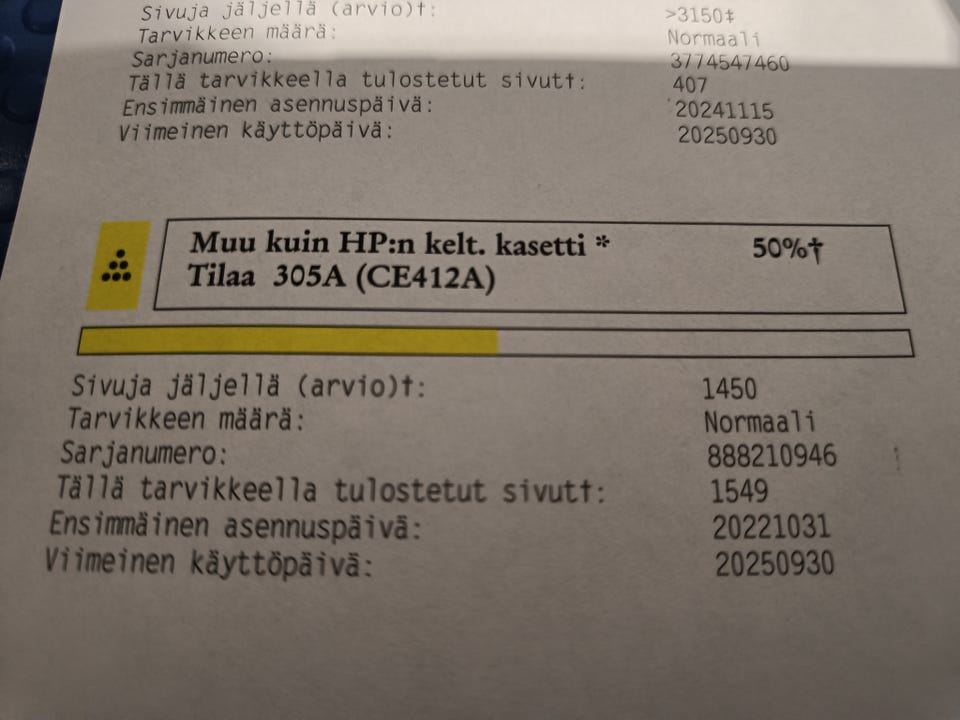 Sivuja jäljellä (arvio)†: >3150‡
Tarvikkeen määrä: Normaali
Sarjanumero: 3774547460
Tällä tarvikkeella tulostetut sivut†: 407
Ensimmäinen asennuspäivä: 20241115
Viimeinen käyttöpäivä: 20250930
Muu kuin HP:n kelt. kasetti * 50%†
Tilaa 305A (CE412A)
Sivuja jäljellä (arvio)†: 1450
Tarvikkeen määrä: Normaali
Sarjanumero: 888210946
Tällä tarvikkeella tulostetut sivut†: 1549
Ensimmäinen asennuspäivä: 20221031
Viimeinen käyttöpäivä: 20250930